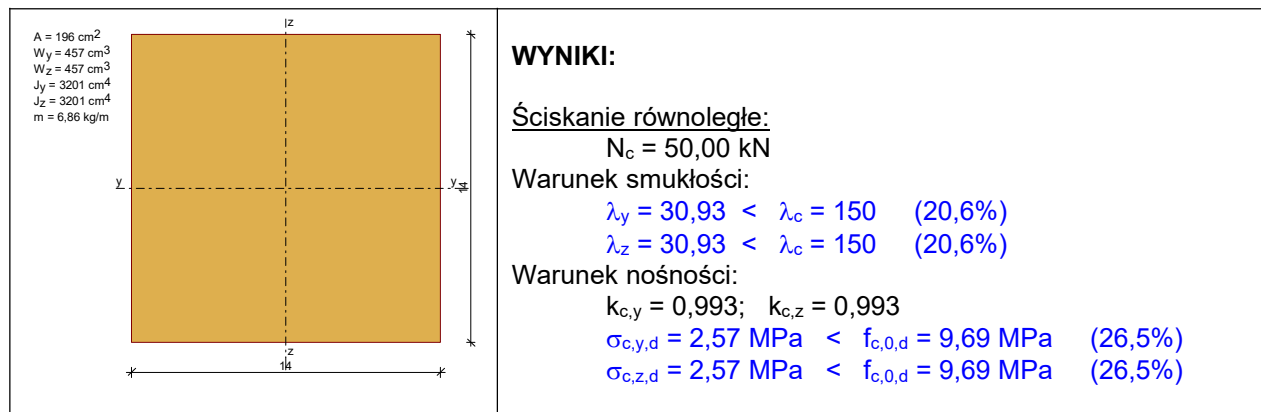 A = 196 cm2
Wy = 457 cm3
Wz = 457 cm3
Jy = 3201 cm4
Jz = 3201 cm4
m = 6,86 kg/m
z
y
y
14
z
14
WYNIKI:
Ściskanie równoległe:
Nc = 50,00 kN
Warunek smukłości:
λy = 30,93 < λc = 150 (20,6%)
λz = 30,93 < λc = 150 (20,6%)
Warunek nośności:
kc,y = 0,993; kc,z = 0,993
σc,y,d = 2,57 MPa < fc,0,d = 9,69 MPa (26,5%)
σc,z,d = 2,57 MPa < fc,0,d = 9,69 MPa (26,5%)